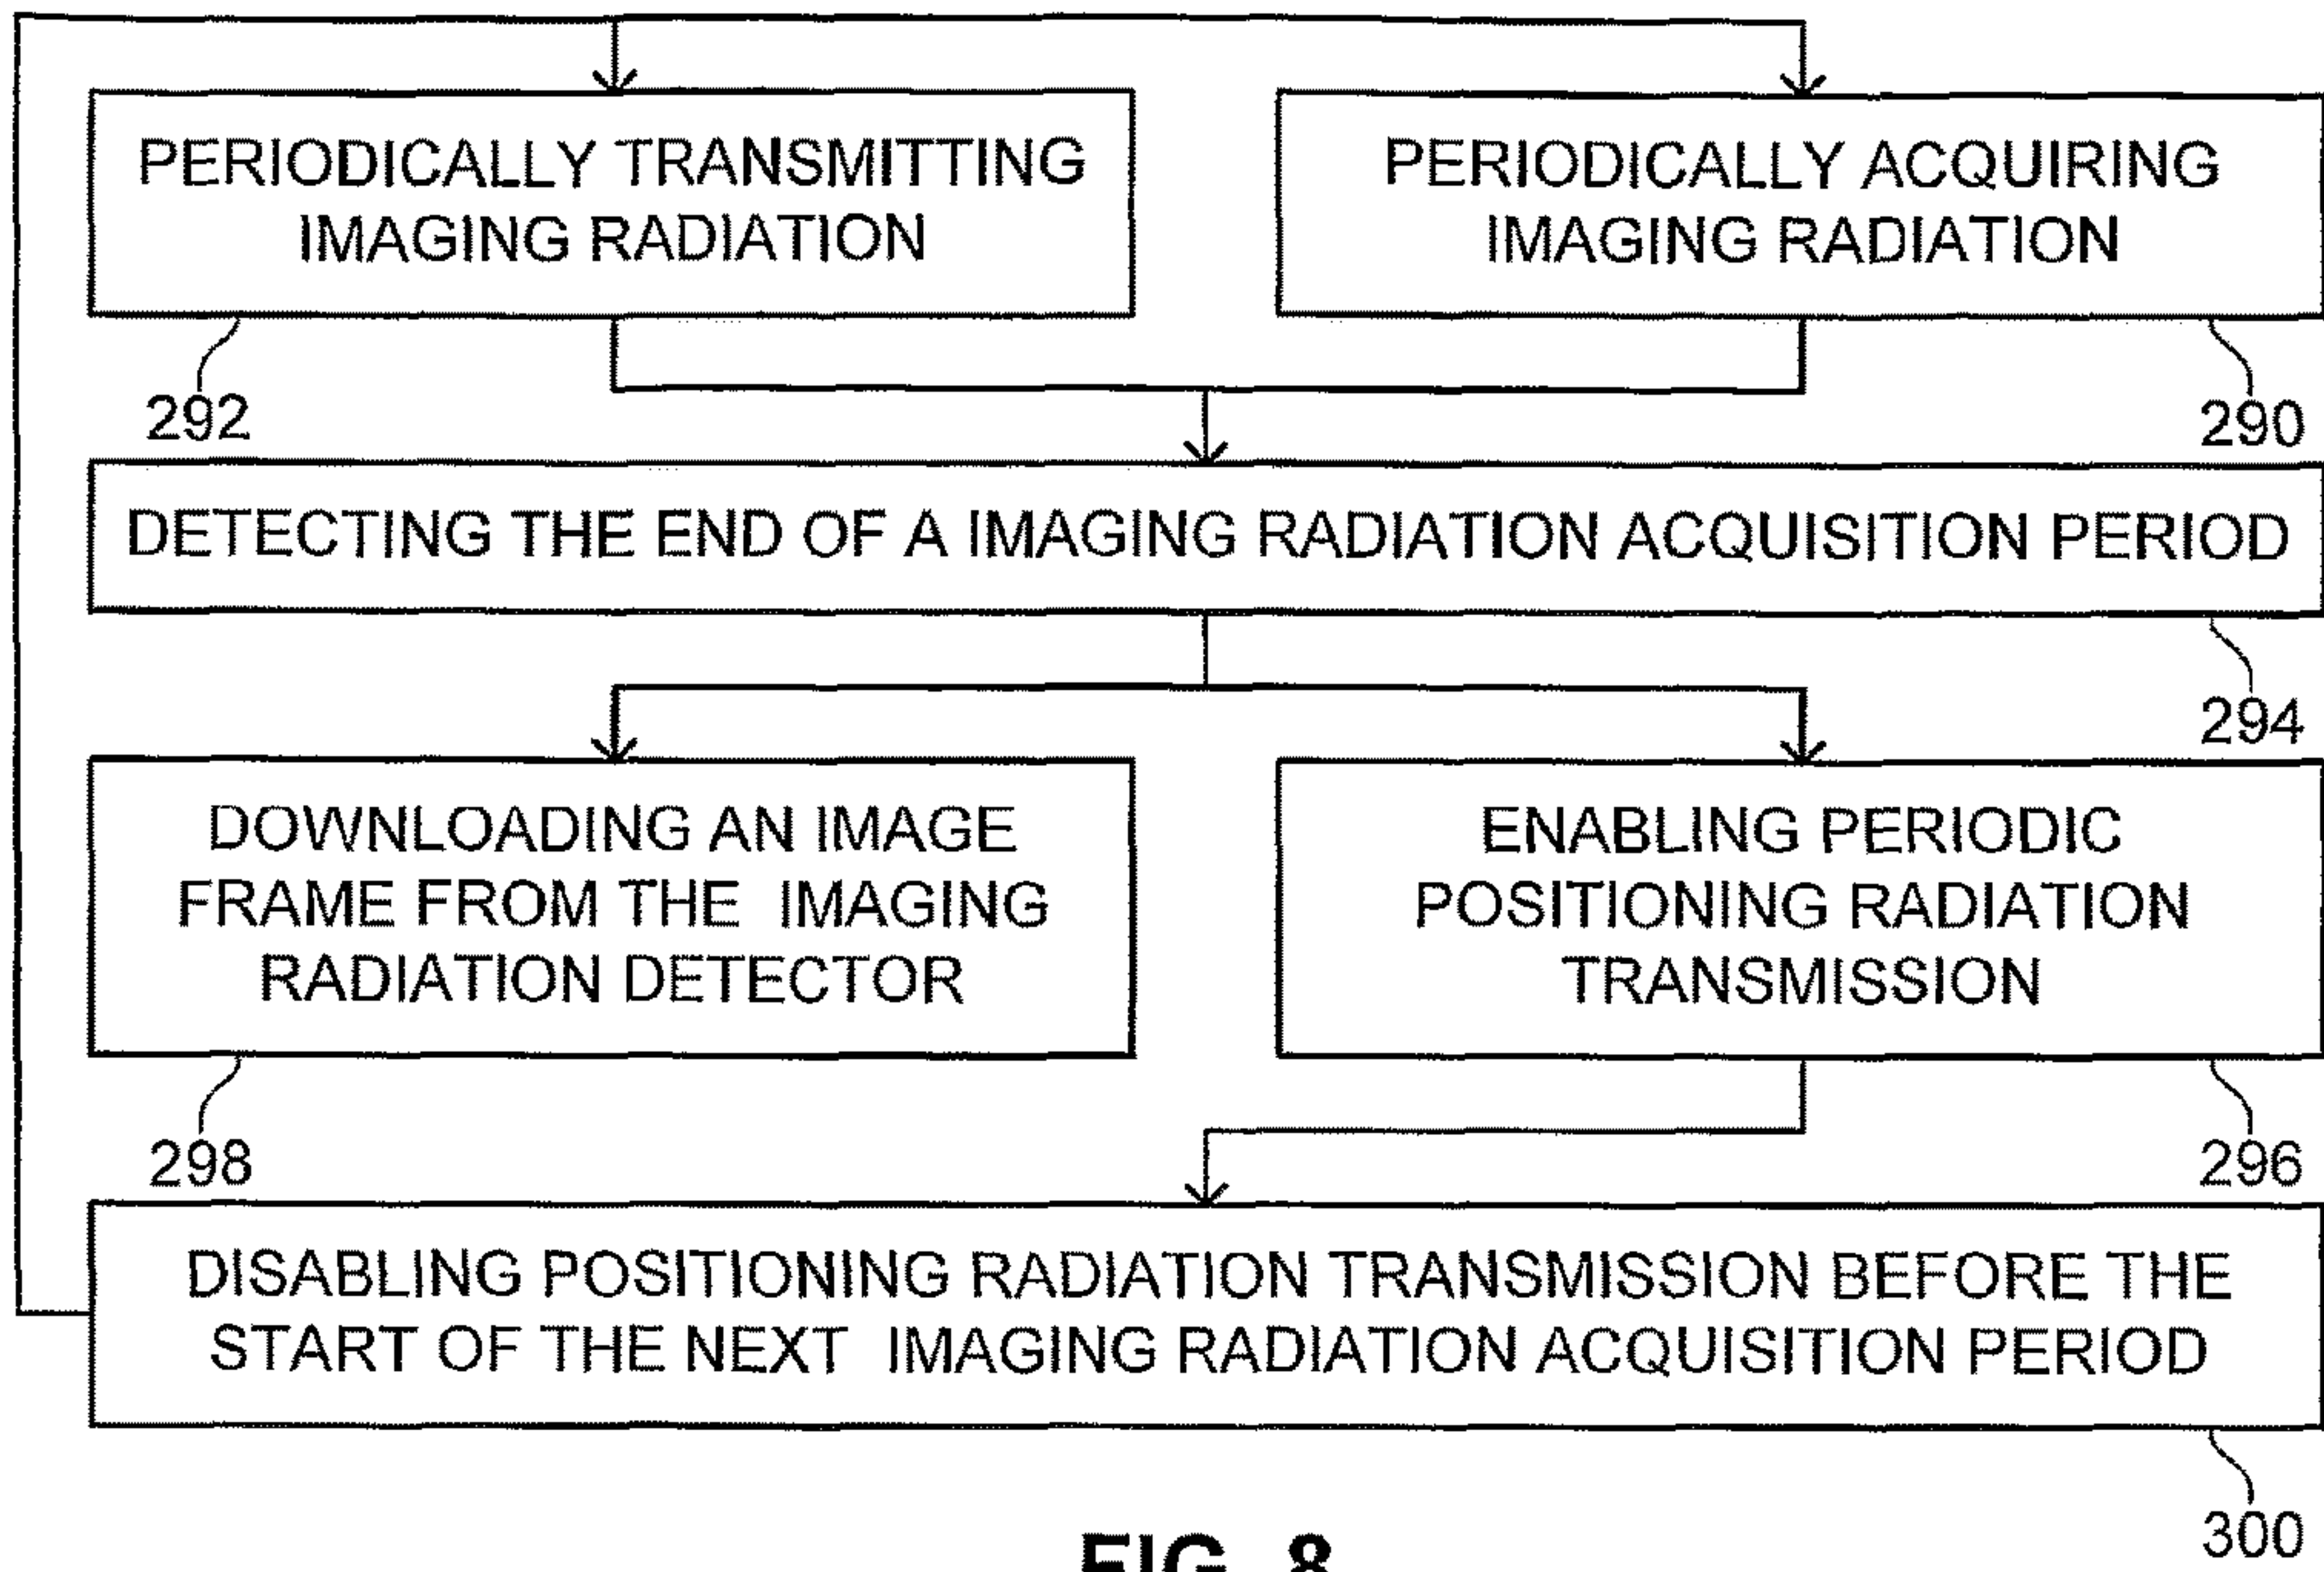 PERIODICALLY TRANSMITTING
IMAGING RADIATION
292
PERIODICALLY ACQUIRING
IMAGING RADIATION
290
DETECTING THE END OF A IMAGING RADIATION ACQUISITION PERIOD
294
DOWNLOADING AN IMAGE
FRAME FROM THE IMAGING
RADIATION DETECTOR
298
ENABLING PERIODIC
POSITIONING RADIATION
TRANSMISSION
296
DISABLING POSITIONING RADIATION TRANSMISSION BEFORE THE
START OF THE NEXT IMAGING RADIATION ACQUISITION PERIOD
300
FIG. 8